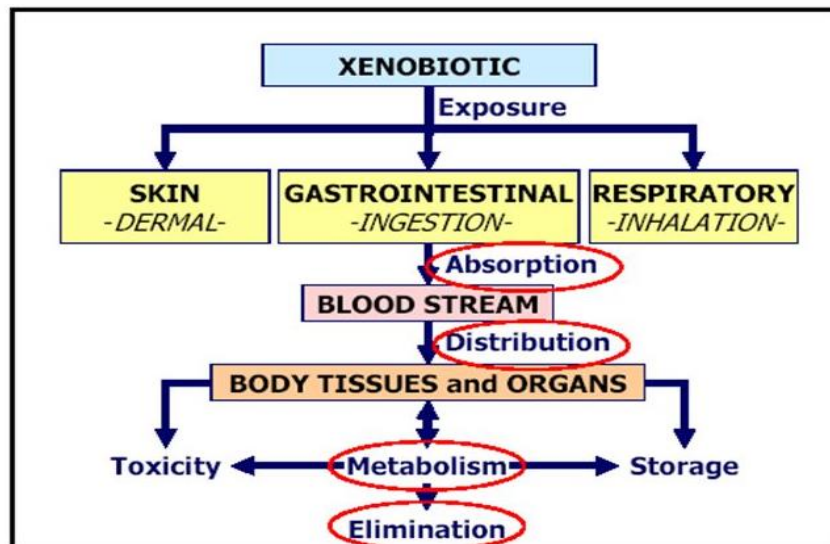 XENOBIOTIC
Exposure
SKIN
-DERMAL-
GASTROINTESTINAL
-INGESTION-
RESPIRATORY
-INHALATION-
Absorption
BLOOD STREAM
Distribution
BODY TISSUES and ORGANS
Toxicity
Metabolism
Storage
Elimination